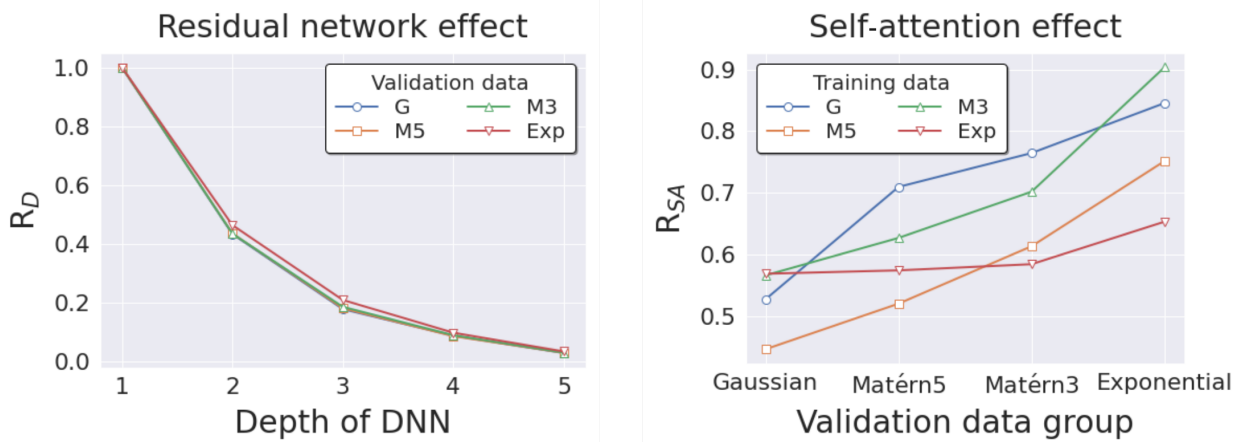 Residual network effect
1.0
0.8
0.6
0.4
0.2
0.0
R_D
Validation data
G M3
M5 Exp
1 2 3 4 5
Depth of DNN
Self-attention effect
0.9
0.8
0.7
0.6
0.5
R_SA
Training data
G M3
M5 Exp
Gaussian Matérn5 Matérn3 Exponential
Validation data group